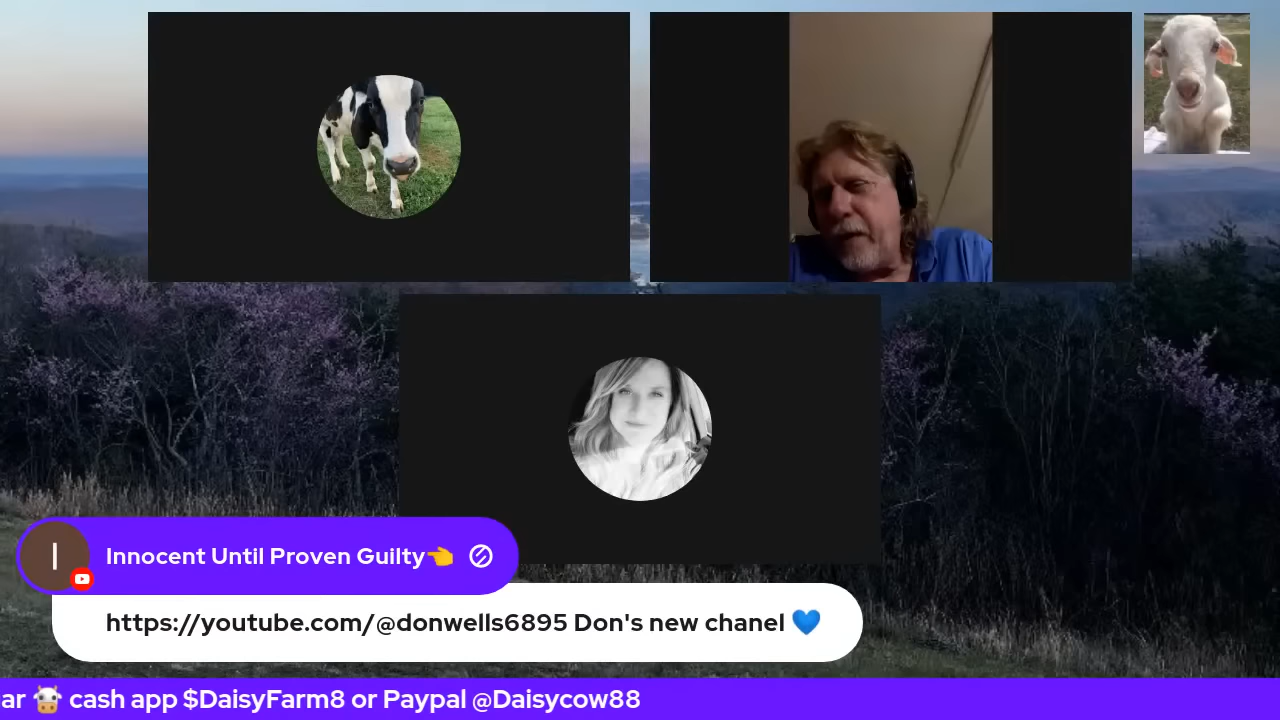 I
Innocent Until Proven Guilty👈
https://youtube.com/@donwells6895 Don's new chanel 💙
ar 🐮 cash app $DaisyFarm8 or Paypal @Daisycow88